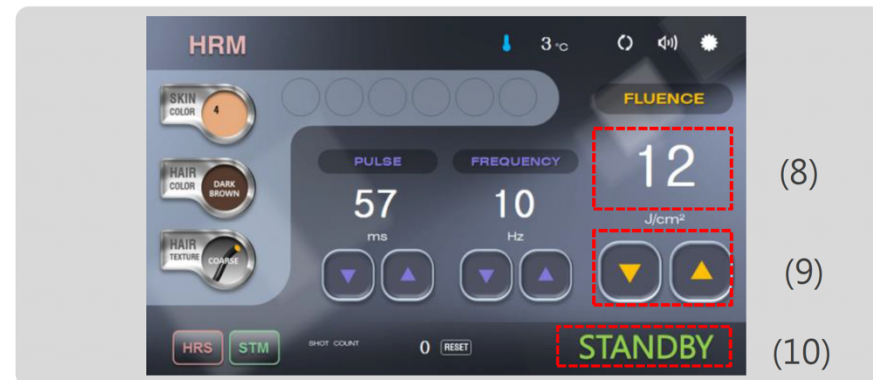 HRM
3 °C
SKIN COLOR 4
FLUENCE
HAIR COLOR DARK BROWN
PULSE
FREQUENCY
12
(8)
57
10
J/cm²
ms
Hz
HAIR TEXTURE COARSE
(9)
HRS STM SHOT COUNT 0 RESET STANDBY
(10)